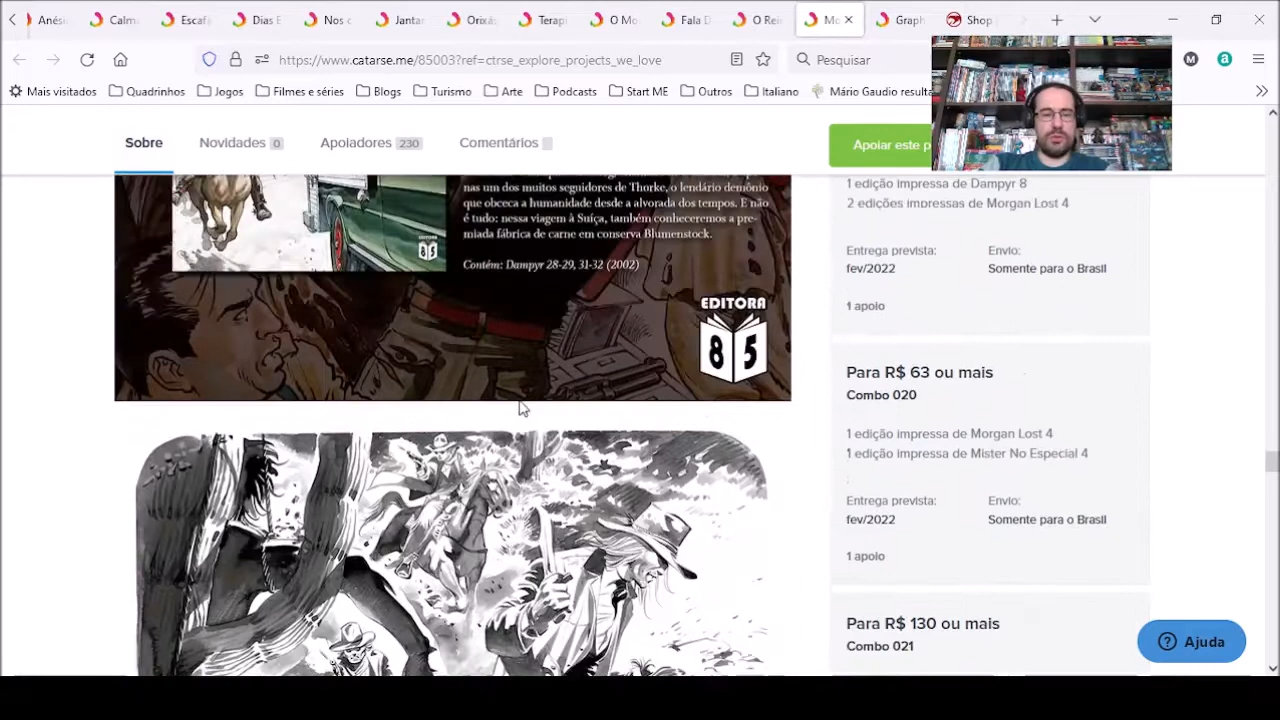 Anési
Calm
Escaf
Dias E
Nos c
Jantar
Orixá
Terapi
O Mo
Fala D
O Rei
Mo
Graph
Shop
https://www.catarse.me/85003?ref=ctrse_explore_projects_we_love
Pesquisar
M
a
Mais visitados
Quadrinhos
Jogos
Filmes e séries
Blogs
Turismo
Arte
Podcasts
Start ME
Outros
Italiano
Mário Gaudio resulta
Sobre
Novidades 0
Apoiadores 230
Comentários
Apoiar este p
nas um dos muitos seguidores de Thorke, o lendário demônio
que obceca a humanidade desde a alvorada dos tempos. E não
é tudo: nessa viagem à Suíça, também conheceremos a pre-
miada fábrica de carne em conserva Blumenstock.
Contém: Dampyr 28-29, 31-32 (2002)
EDITORA
85
EDITORA
85
1 edição impressa de Dampyr 8
2 edições impressas de Morgan Lost 4
Entrega prevista:
fev/2022
Envio:
Somente para o Brasil
1 apoio
Para R$ 63 ou mais
Combo 020
1 edição impressa de Morgan Lost 4
1 edição impressa de Mister No Especial 4
Entrega prevista:
fev/2022
Envio:
Somente para o Brasil
1 apoio
Para R$ 130 ou mais
Combo 021
Ajuda